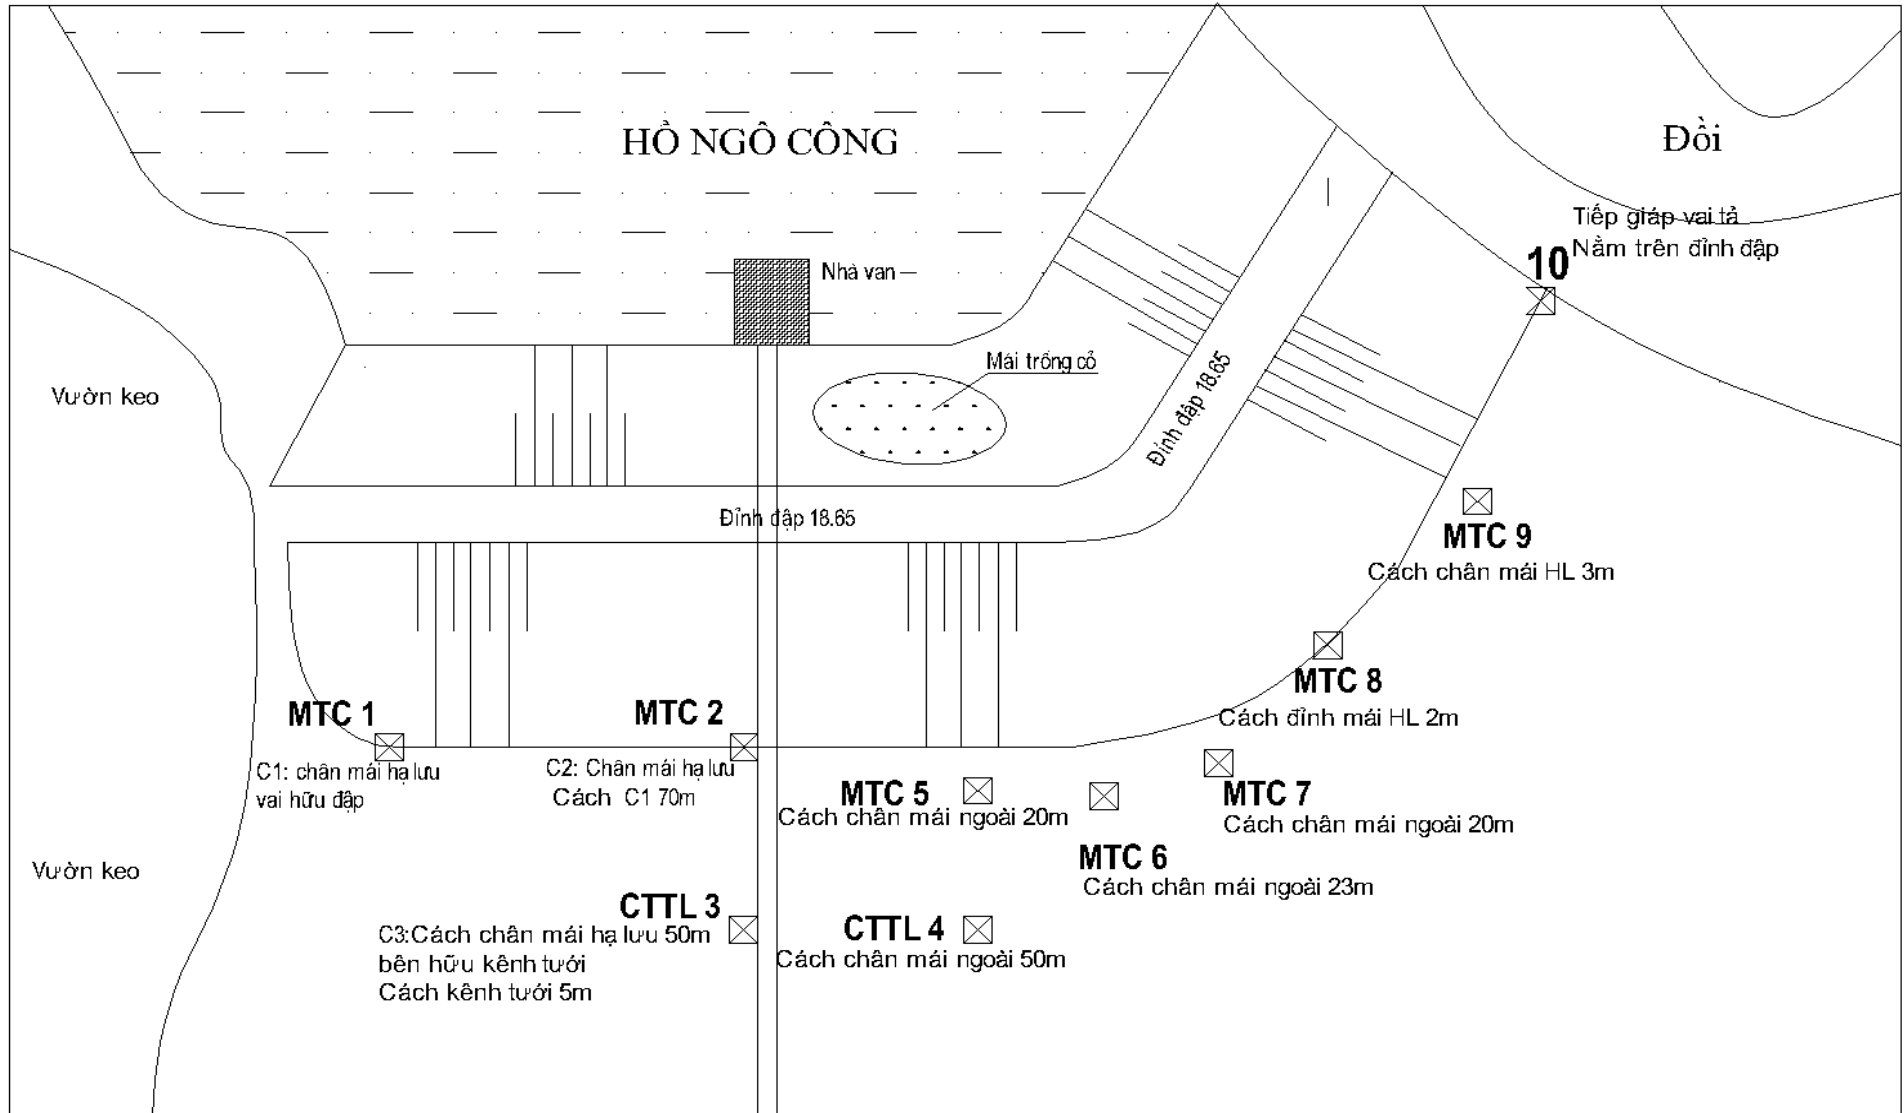 HỒ NGÔ CÔNG
Đồi
Tiếp giáp vai tả
Nằm trên đỉnh đập
10
Nhà van
Mái trồng cỏ
Vườn keo
Đỉnh đập 18.65
Đỉnh đập 18.65
MTC 9
Cách chân mái HL 3m
MTC 8
Cách đỉnh mái HL 2m
MTC 1
C1: chân mái hạ lưu
vai hữu đập
MTC 2
C2: Chân mái hạ lưu
Cách C1 70m
MTC 5
Cách chân mái ngoài 20m
MTC 7
Cách chân mái ngoài 20m
MTC 6
Cách chân mái ngoài 23m
Vườn keo
CTTL 3
C3:Cách chân mái hạ lưu 50m
bên hữu kênh tưới
Cách kênh tưới 5m
CTTL 4
Cách chân mái ngoài 50m